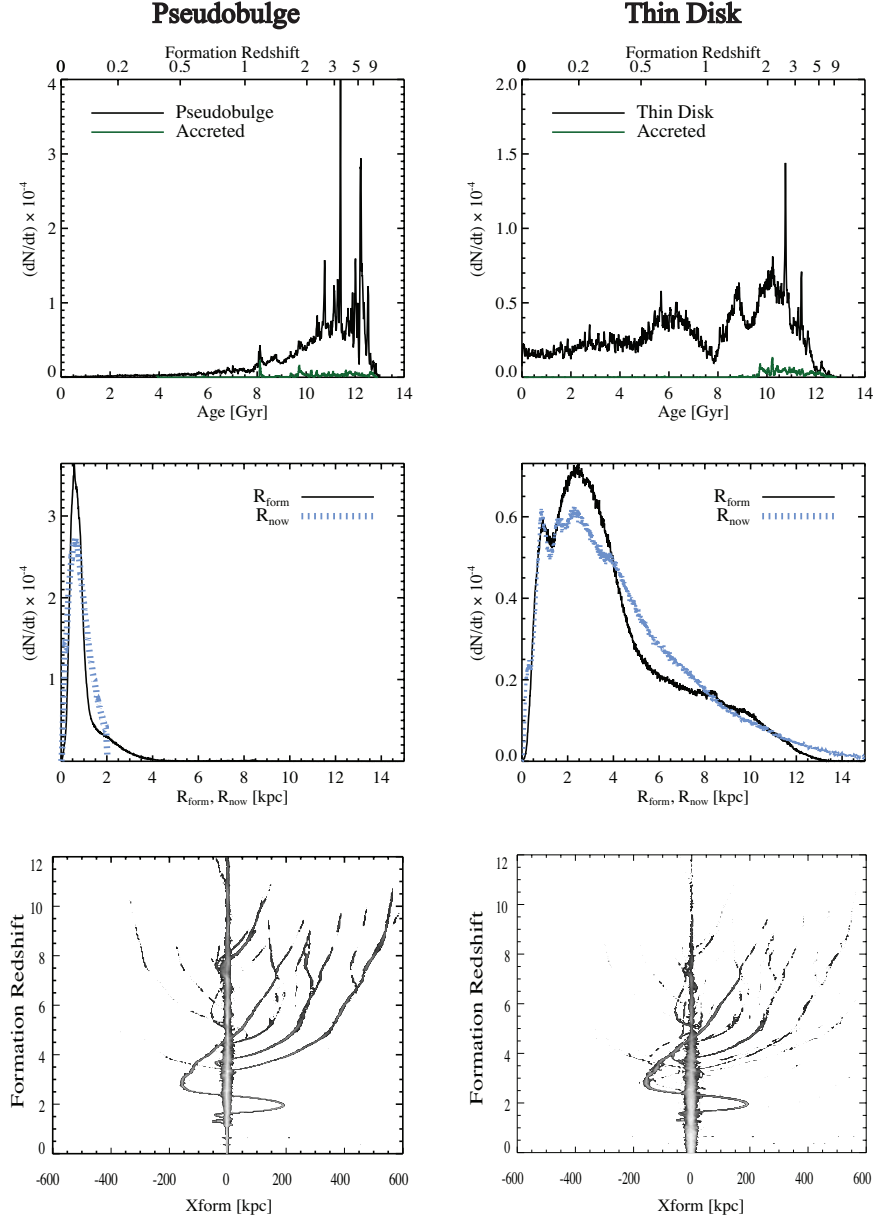 Pseudobulge
Thin Disk
Formation Redshift
0 0.2 0.5 1 2 3 5 9
4
3
2
1
0
(dN/dt) × 10⁻⁴
Pseudobulge
Accreted
0 2 4 6 8 10 12 14
Age [Gyr]
Formation Redshift
0 0.2 0.5 1 2 3 5 9
2.0
1.5
1.0
0.5
0.0
(dN/dt) × 10⁻⁴
Thin Disk
Accreted
0 2 4 6 8 10 12 14
Age [Gyr]
3
2
1
(dN/dt) × 10⁻⁴
R_form
R_now
0 2 4 6 8 10 12 14
R_form, R_now [kpc]
0.6
0.4
0.2
0.0
(dN/dt) × 10⁻⁴
R_form
R_now
0 2 4 6 8 10 12 14
R_form, R_now [kpc]
12
10
8
6
4
2
0
Formation Redshift
-600 -400 -200 0 200 400 600
Xform [kpc]
12
10
8
6
4
2
0
Formation Redshift
-600 -400 -200 0 200 400 600
Xform [kpc]